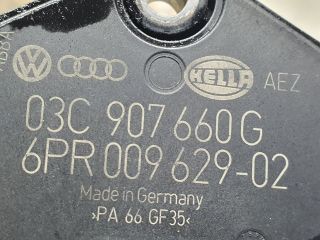 HELLA AEZ
03C 907 660 G
6PR 009 629-02
Made in Germany
>PA 66 GF35<